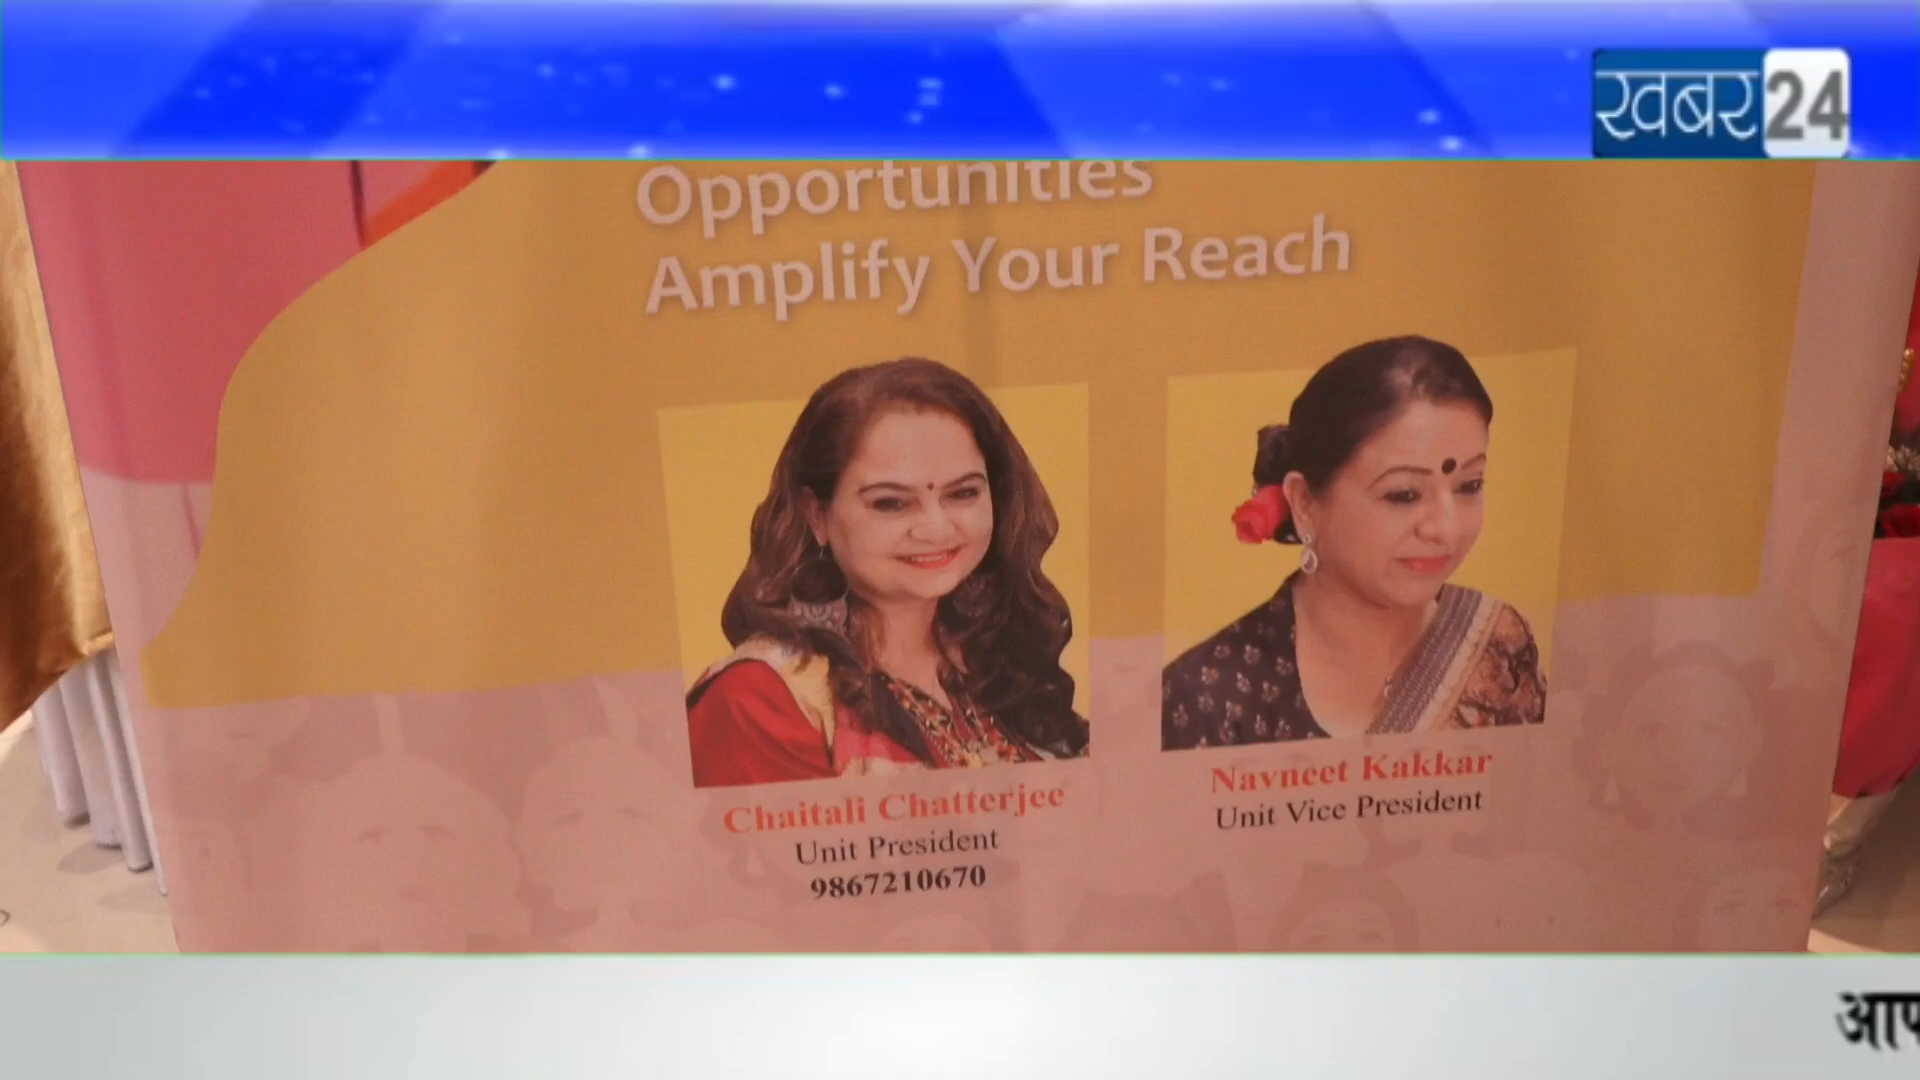 खबर24
Opportunities
Amplify Your Reach
Chaitali Chatterjee
Unit President
9867210670
Navneet Kakkar
Unit Vice President